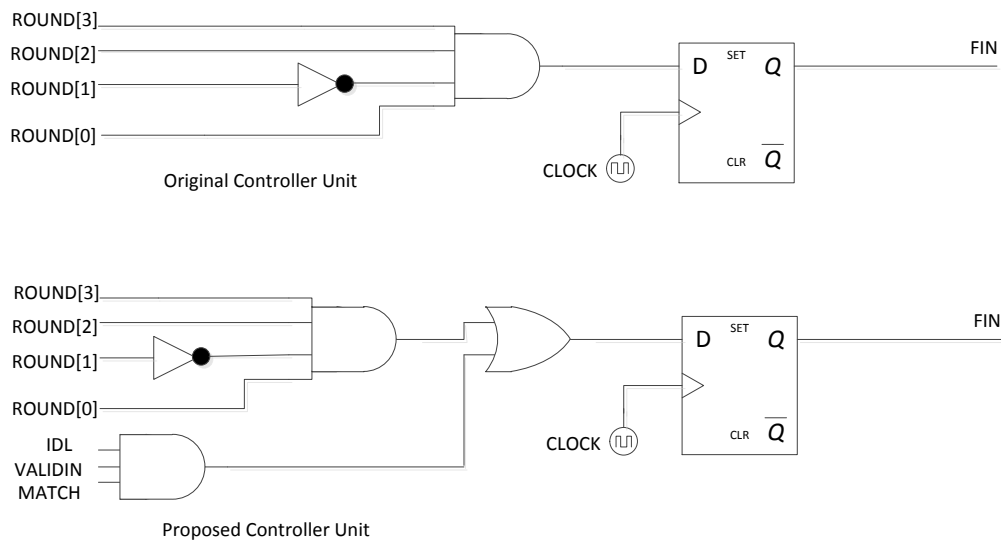 ROUND[3]
ROUND[2]
ROUND[1]
ROUND[0]
D
SET
Q
FIN
CLOCK
CLR
Q
Original Controller Unit
ROUND[3]
ROUND[2]
ROUND[1]
ROUND[0]
IDL
VALIDIN
MATCH
D
SET
Q
FIN
CLOCK
CLR
Q
Proposed Controller Unit